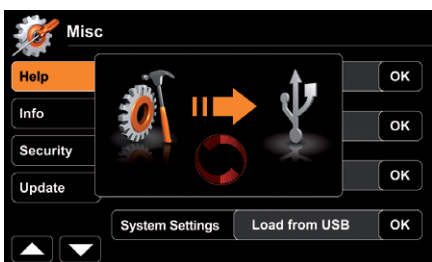 Misc
Help
OK
Info
OK
Security
OK
Update
System Settings Load from USB OK